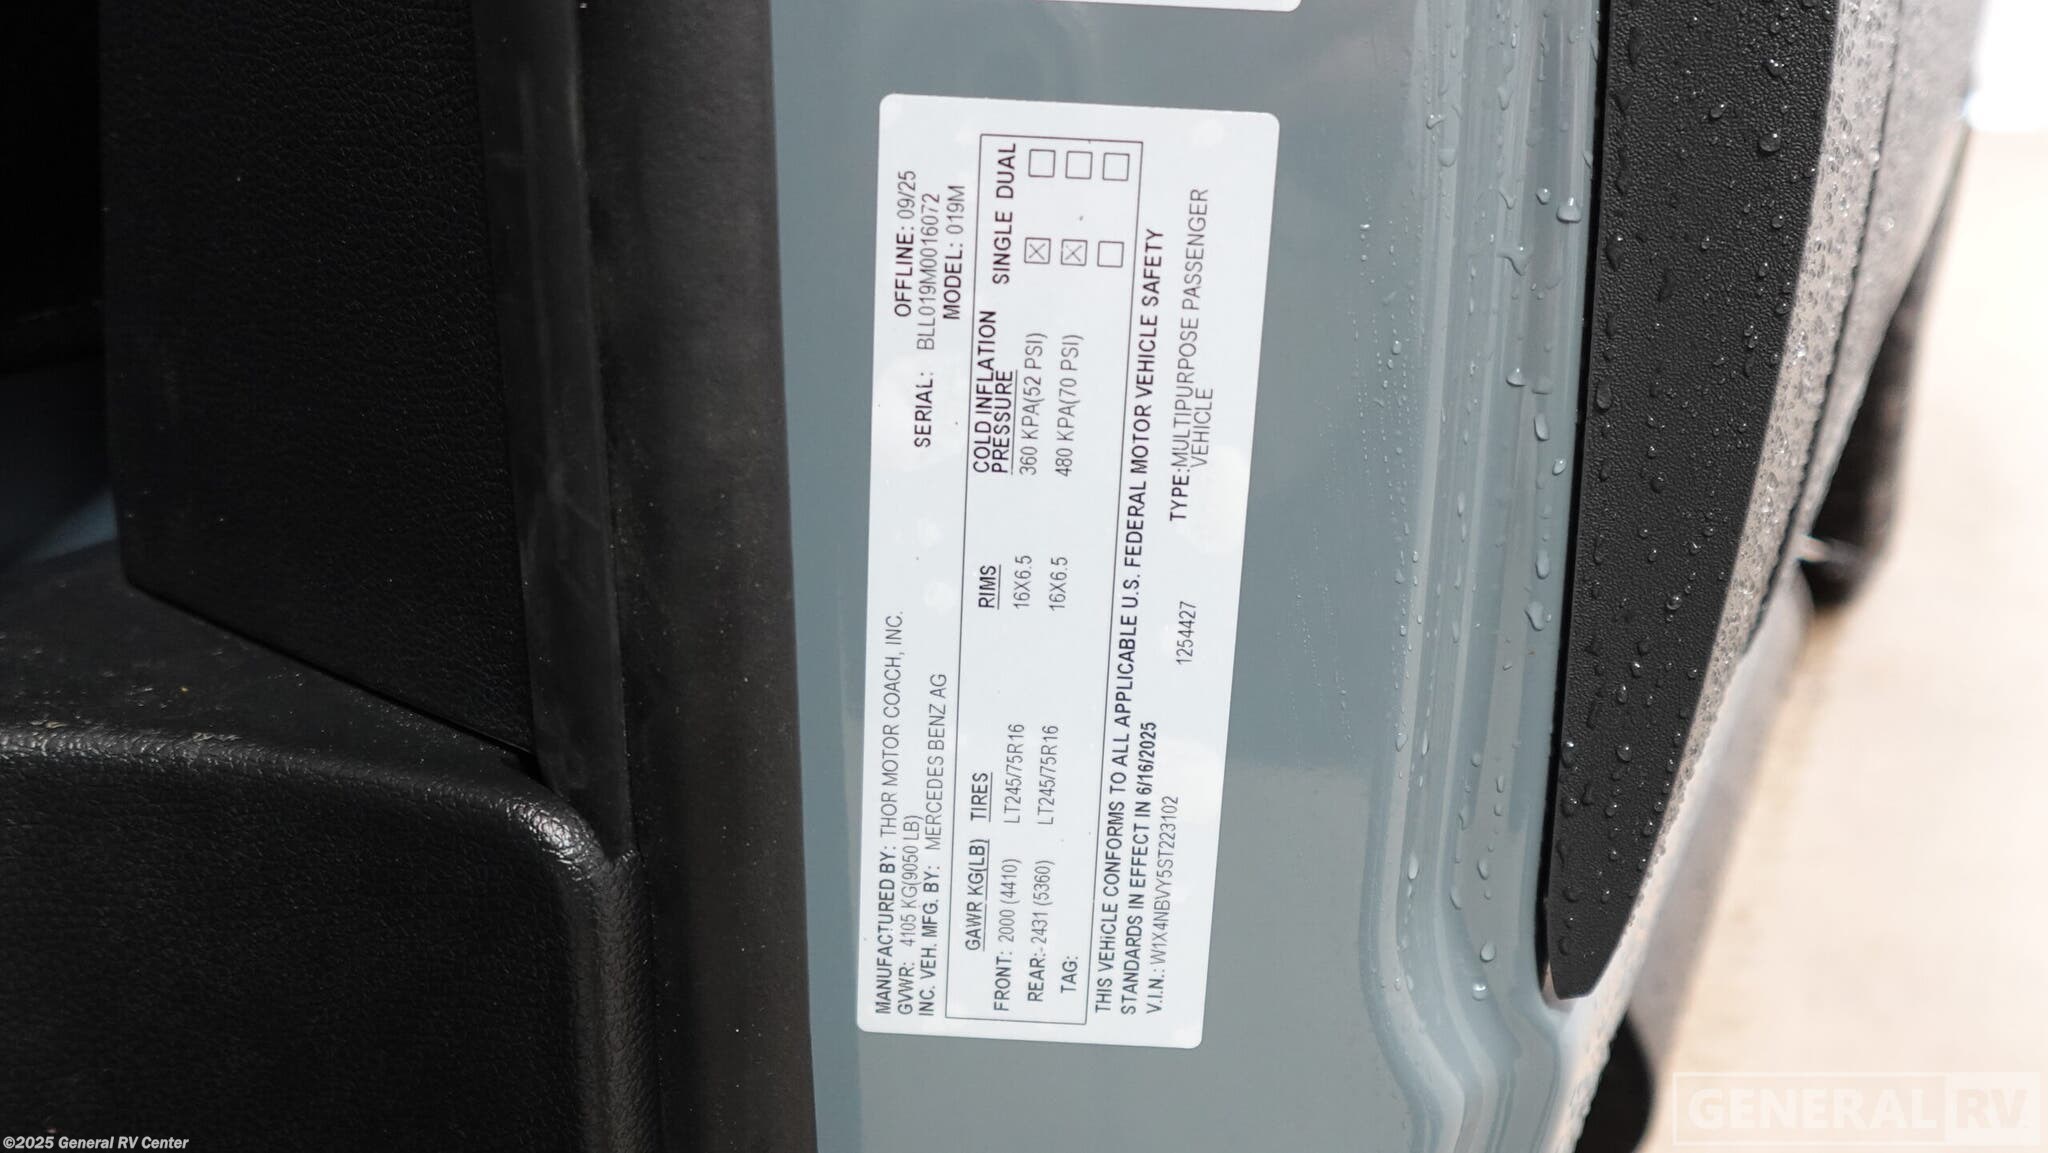 MANUFACTURED BY: THOR MOTOR COACH, INC. OFFLINE: 09/25
GVWR: 4105 KG(9050 LB) SERIAL: BLL019M0016072
INC. VEH. MFG. BY: MERCEDES BENZ AG MODEL: 019M
GAWR KG(LB) TIRES RIMS COLD INFLATION PRESSURE SINGLE DUAL
FRONT: 2000 (4410) LT245/75R16 16X6.5 360 KPA(52 PSI) ☒ ☐
REAR:- 2431 (5360) LT245/75R16 16X6.5 480 KPA(70 PSI) ☒ ☐
TAG: ☐ ☐
THIS VEHICLE CONFORMS TO ALL APPLICABLE U.S. FEDERAL MOTOR VEHICLE SAFETY
STANDARDS IN EFFECT IN 6/16/2025
V.I.N.: W1X4NBVY5ST223102 1254427 TYPE:MULTIPURPOSE PASSENGER
VEHICLE
GENERAL RV
©2025 General RV Center